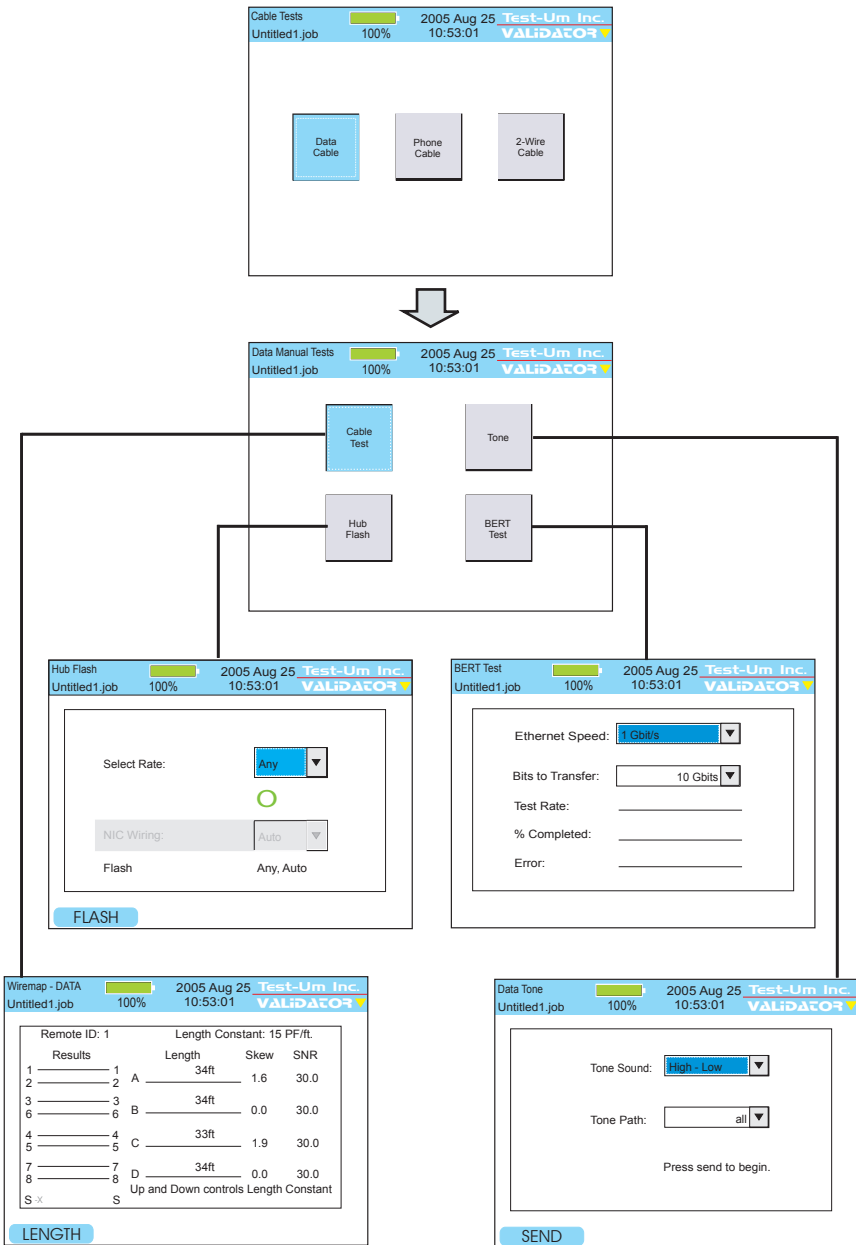 Cable Tests 2005 Aug 25 Test-Um Inc.
Untitled1.job 100% 10:53:01 VALIDATOR
Data Cable
Phone Cable
2-Wire Cable
Data Manual Tests 2005 Aug 25 Test-Um Inc.
Untitled1.job 100% 10:53:01 VALIDATOR
Cable Test
Tone
Hub Flash
BERT Test
Hub Flash 2005 Aug 25 Test-Um Inc.
Untitled1.job 100% 10:53:01 VALIDATOR
Select Rate: Any
NIC Wiring: Auto
Flash Any, Auto
FLASH
BERT Test 2005 Aug 25 Test-Um Inc.
Untitled1.job 100% 10:53:01 VALIDATOR
Ethernet Speed: 1 Gbit/s
Bits to Transfer: 10 Gbits
Test Rate:
% Completed:
Error:
Wiremap - DATA 2005 Aug 25 Test-Um Inc.
Untitled1.job 100% 10:53:01 VALIDATOR
Remote ID: 1 Length Constant: 15 PF/ft.
Results Length Skew SNR
1 1
2 2 A 34ft 1.6 30.0
3 3
6 6 B 34ft 0.0 30.0
4 4
5 5 C 33ft 1.9 30.0
7 7
8 8 D 34ft 0.0 30.0
Up and Down controls Length Constant
S -X S
LENGTH
Data Tone 2005 Aug 25 Test-Um Inc.
Untitled1.job 100% 10:53:01 VALIDATOR
Tone Sound: High - Low
Tone Path: all
Press send to begin.
SEND